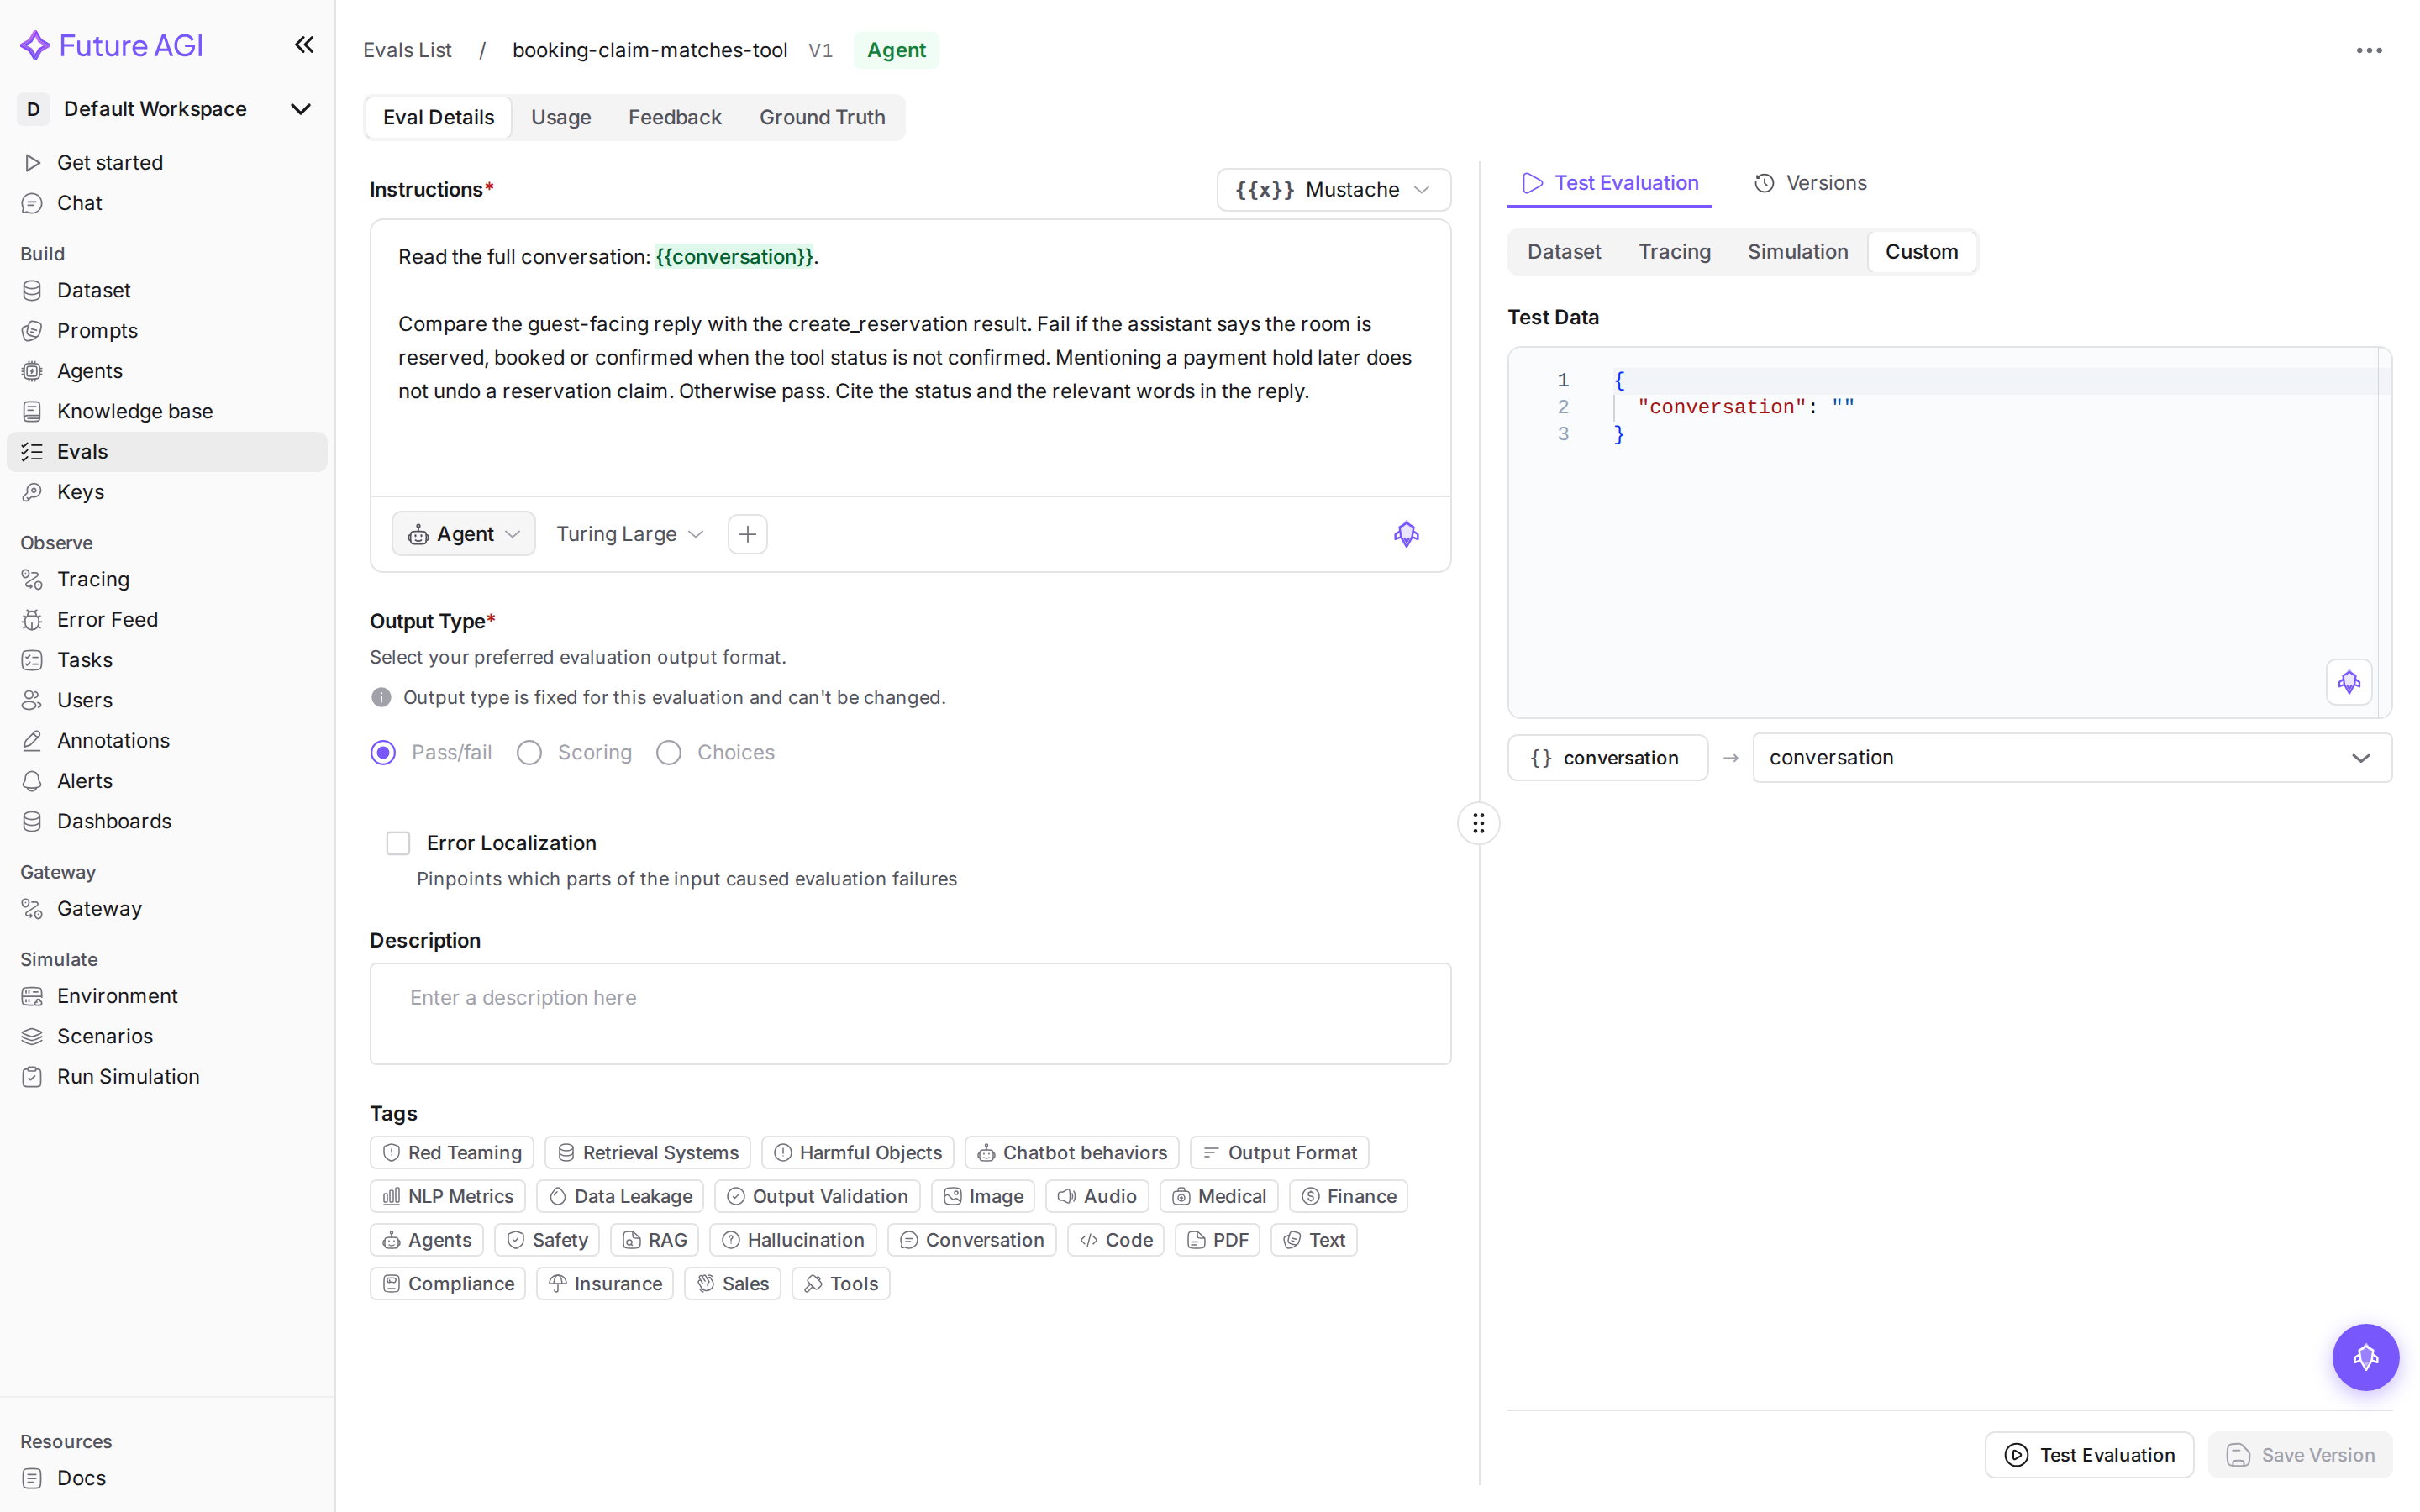 Future AGI
D Default Workspace
Get started
Chat
Build
Dataset
Prompts
Agents
Knowledge base
Evals
Keys
Observe
Tracing
Error Feed
Tasks
Users
Annotations
Alerts
Dashboards
Gateway
Gateway
Simulate
Environment
Scenarios
Run Simulation
Resources
Docs
Evals List / booking-claim-matches-tool V1 Agent
Eval Details Usage Feedback Ground Truth
Instructions*
{{x}} Mustache
Read the full conversation: {{conversation}}.
Compare the guest-facing reply with the create_reservation result. Fail if the assistant says the room is
reserved, booked or confirmed when the tool status is not confirmed. Mentioning a payment hold later does
not undo a reservation claim. Otherwise pass. Cite the status and the relevant words in the reply.
Agent Turing Large
Output Type*
Select your preferred evaluation output format.
Output type is fixed for this evaluation and can't be changed.
Pass/fail Scoring Choices
Error Localization
Pinpoints which parts of the input caused evaluation failures
Description
Enter a description here
Tags
Red Teaming Retrieval Systems Harmful Objects Chatbot behaviors Output Format
NLP Metrics Data Leakage Output Validation Image Audio Medical Finance
Agents Safety RAG Hallucination Conversation Code PDF Text
Compliance Insurance Sales Tools
Test Evaluation Versions
Dataset Tracing Simulation Custom
Test Data
1 {
2 "conversation": ""
3 }
{} conversation → conversation
Test Evaluation Save Version